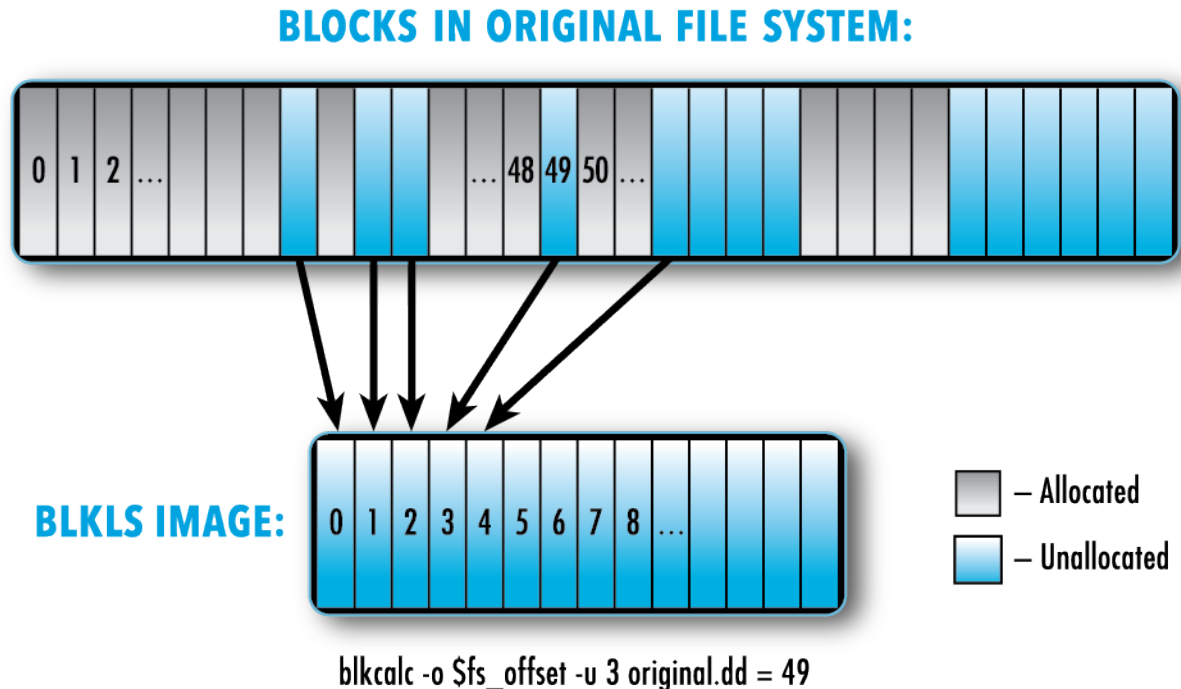 BLOCKS IN ORIGINAL FILE SYSTEM:
0 1 2 ... ... 48 49 50 ...
BLKLS IMAGE:
0 1 2 3 4 5 6 7 8 ...
– Allocated
– Unallocated
blkcalc -o $fs_offset -u 3 original.dd = 49